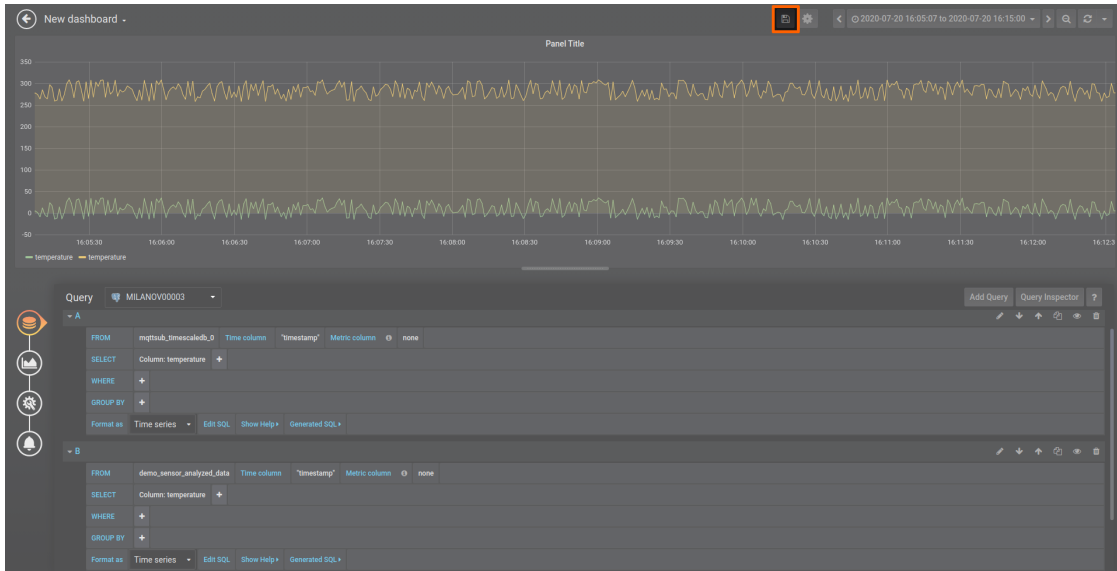 New dashboard
2020-07-20 16:05:07 to 2020-07-20 16:15:00
Panel Title
350
300
250
200
150
100
50
0
-50
16:05:30 16:06:00 16:06:30 16:07:00 16:07:30 16:08:00 16:08:30 16:09:00 16:09:30 16:10:00 16:10:30 16:11:00 16:11:30 16:12:00 16:12:3
temperature temperature
Query MILANOV00003 Add Query Query Inspector ?
A
FROM mqttsub_timescaledb_0 Time column "timestamp" Metric column none
SELECT Column: temperature +
WHERE +
GROUP BY +
Format as Time series Edit SQL Show Help Generated SQL
B
FROM demo_sensor_analyzed_data Time column "timestamp" Metric column none
SELECT Column: temperature +
WHERE +
GROUP BY +
Format as Time series Edit SQL Show Help Generated SQL